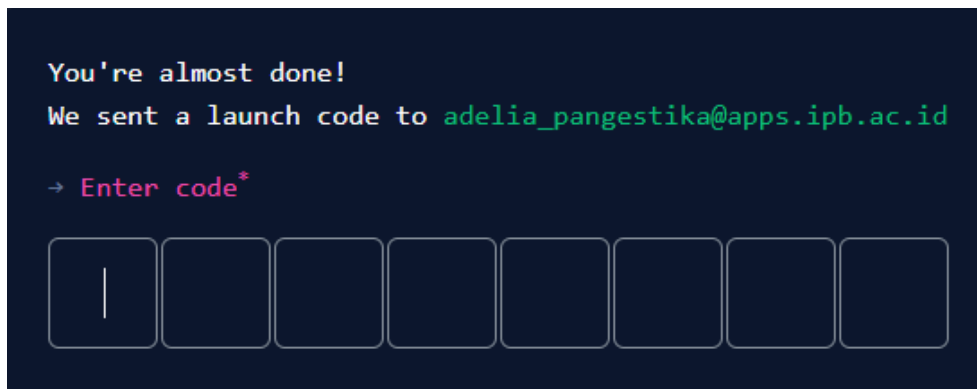 You're almost done!
We sent a launch code to adelia_pangestika@apps.ipb.ac.id
→ Enter code*